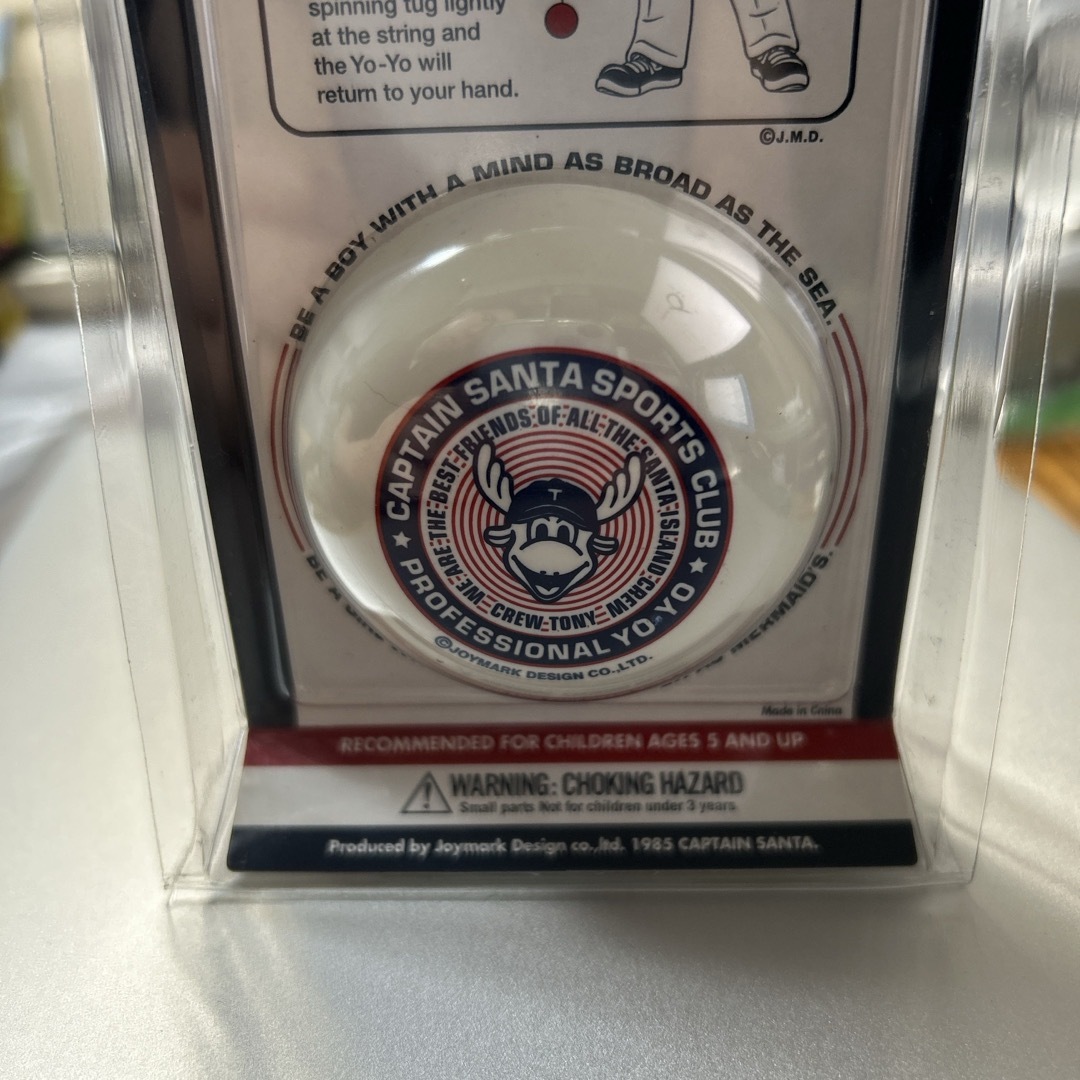 spinning tug lightly
at the string and
the Yo-Yo will
return to your hand.
©J.M.D.
BE A BOY WITH A MIND AS BROAD AS THE SEA.
CAPTAIN SANTA SPORTS CLUB
WE ARE THE BEST FRIENDS OF ALL THE SANTA ISLAND CREW
T
CREW-TONY
PROFESSIONAL YO-YO
©JOYMARK DESIGN CO.,LTD.
BE A
MERMAID'S.
Made in China
RECOMMENDED FOR CHILDREN AGES 5 AND UP
WARNING: CHOKING HAZARD
Small parts Not for children under 3 years
Produced by Joymark Design co.,ltd. 1985 CAPTAIN SANTA.